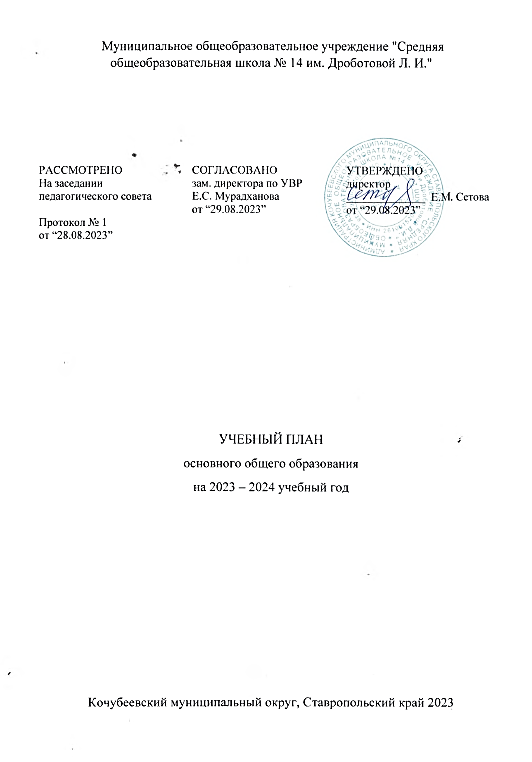 Муниципальное общеобразовательное учреждение "Средняя
общеобразовательная школа № 14 им. Дроботовой Л. И."
РАССМОТРЕНО
На заседании
педагогического совета
Протокол № 1
от “28.08.2023”
СОГЛАСОВАНО
зам. директора по УВР
Е.С. Мурадханова
от “29.08.2023”
УТВЕРЖДЕНО
директор
Е.М. Сетова
от “29.08.2023”
УЧЕБНЫЙ ПЛАН
основного общего образования
на 2023 – 2024 учебный год
Кочубеевский муниципальный округ, Ставропольский край 2023